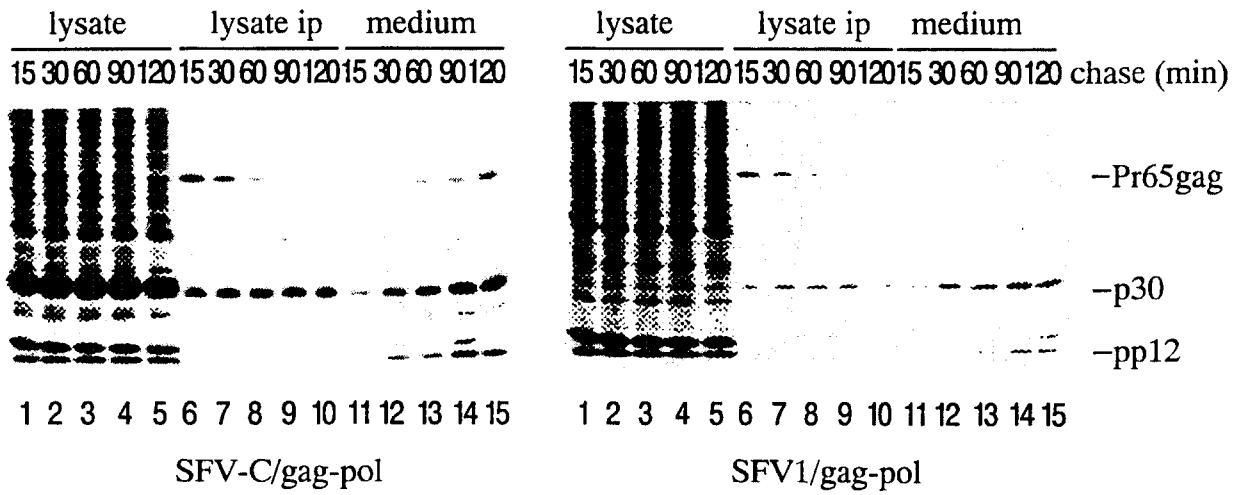 lysate lysate ip medium lysate lysate ip medium
15 30 60 90 120 15 30 60 90 120 15 30 60 90 120 15 30 60 90 120 15 30 60 90 120 15 30 60 90 120 chase (min)
–Pr65gag
–p30
–pp12
1 2 3 4 5 6 7 8 9 10 11 12 13 14 15 1 2 3 4 5 6 7 8 9 10 11 12 13 14 15
SFV-C/gag-pol SFV1/gag-pol